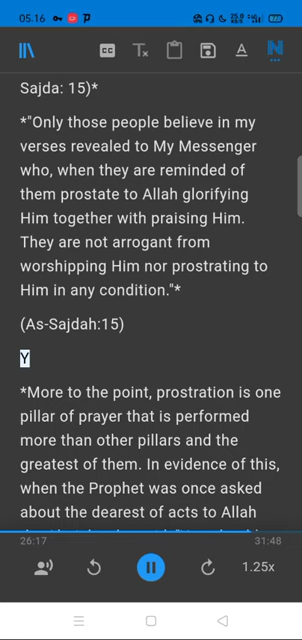 05.16
CC
Sajda: 15)*
*"Only those people believe in my
verses revealed to My Messenger
who, when they are reminded of
them prostate to Allah glorifying
Him together with praising Him.
They are not arrogant from
worshipping Him nor prostrating to
Him in any condition."*
(As-Sajdah:15)
Y
*More to the point, prostration is one
pillar of prayer that is performed
more than other pillars and the
greatest of them. In evidence of this,
when the Prophet was once asked
about the dearest of acts to Allah
26:17
31:48
1.25x